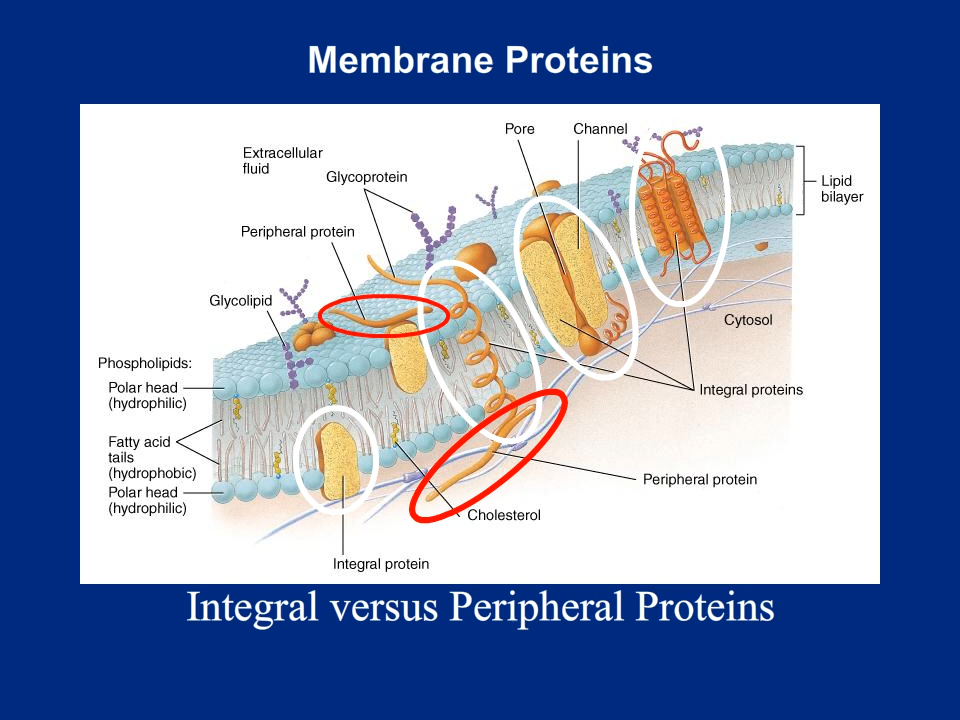 Membrane Proteins
Pore
Channel
Extracellular
fluid
Glycoprotein
Lipid
bilayer
Peripheral protein
Glycolipid
Cytosol
Phospholipids:
Polar head
(hydrophilic)
Integral proteins
Fatty acid
tails
(hydrophobic)
Peripheral protein
Polar head
(hydrophilic)
Cholesterol
Integral protein
Integral versus Peripheral Proteins